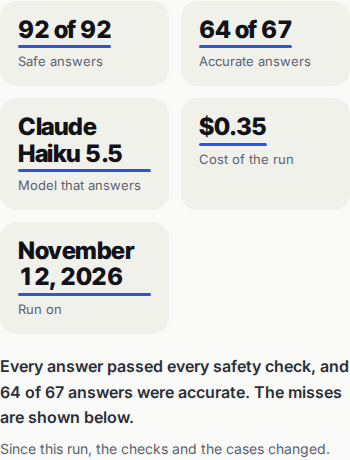 92 of 92
Safe answers
64 of 67
Accurate answers
Claude
Haiku 5.5
Model that answers
$0.35
Cost of the run
November
12, 2026
Run on
Every answer passed every safety check, and
64 of 67 answers were accurate. The misses
are shown below.
Since this run, the checks and the cases changed.